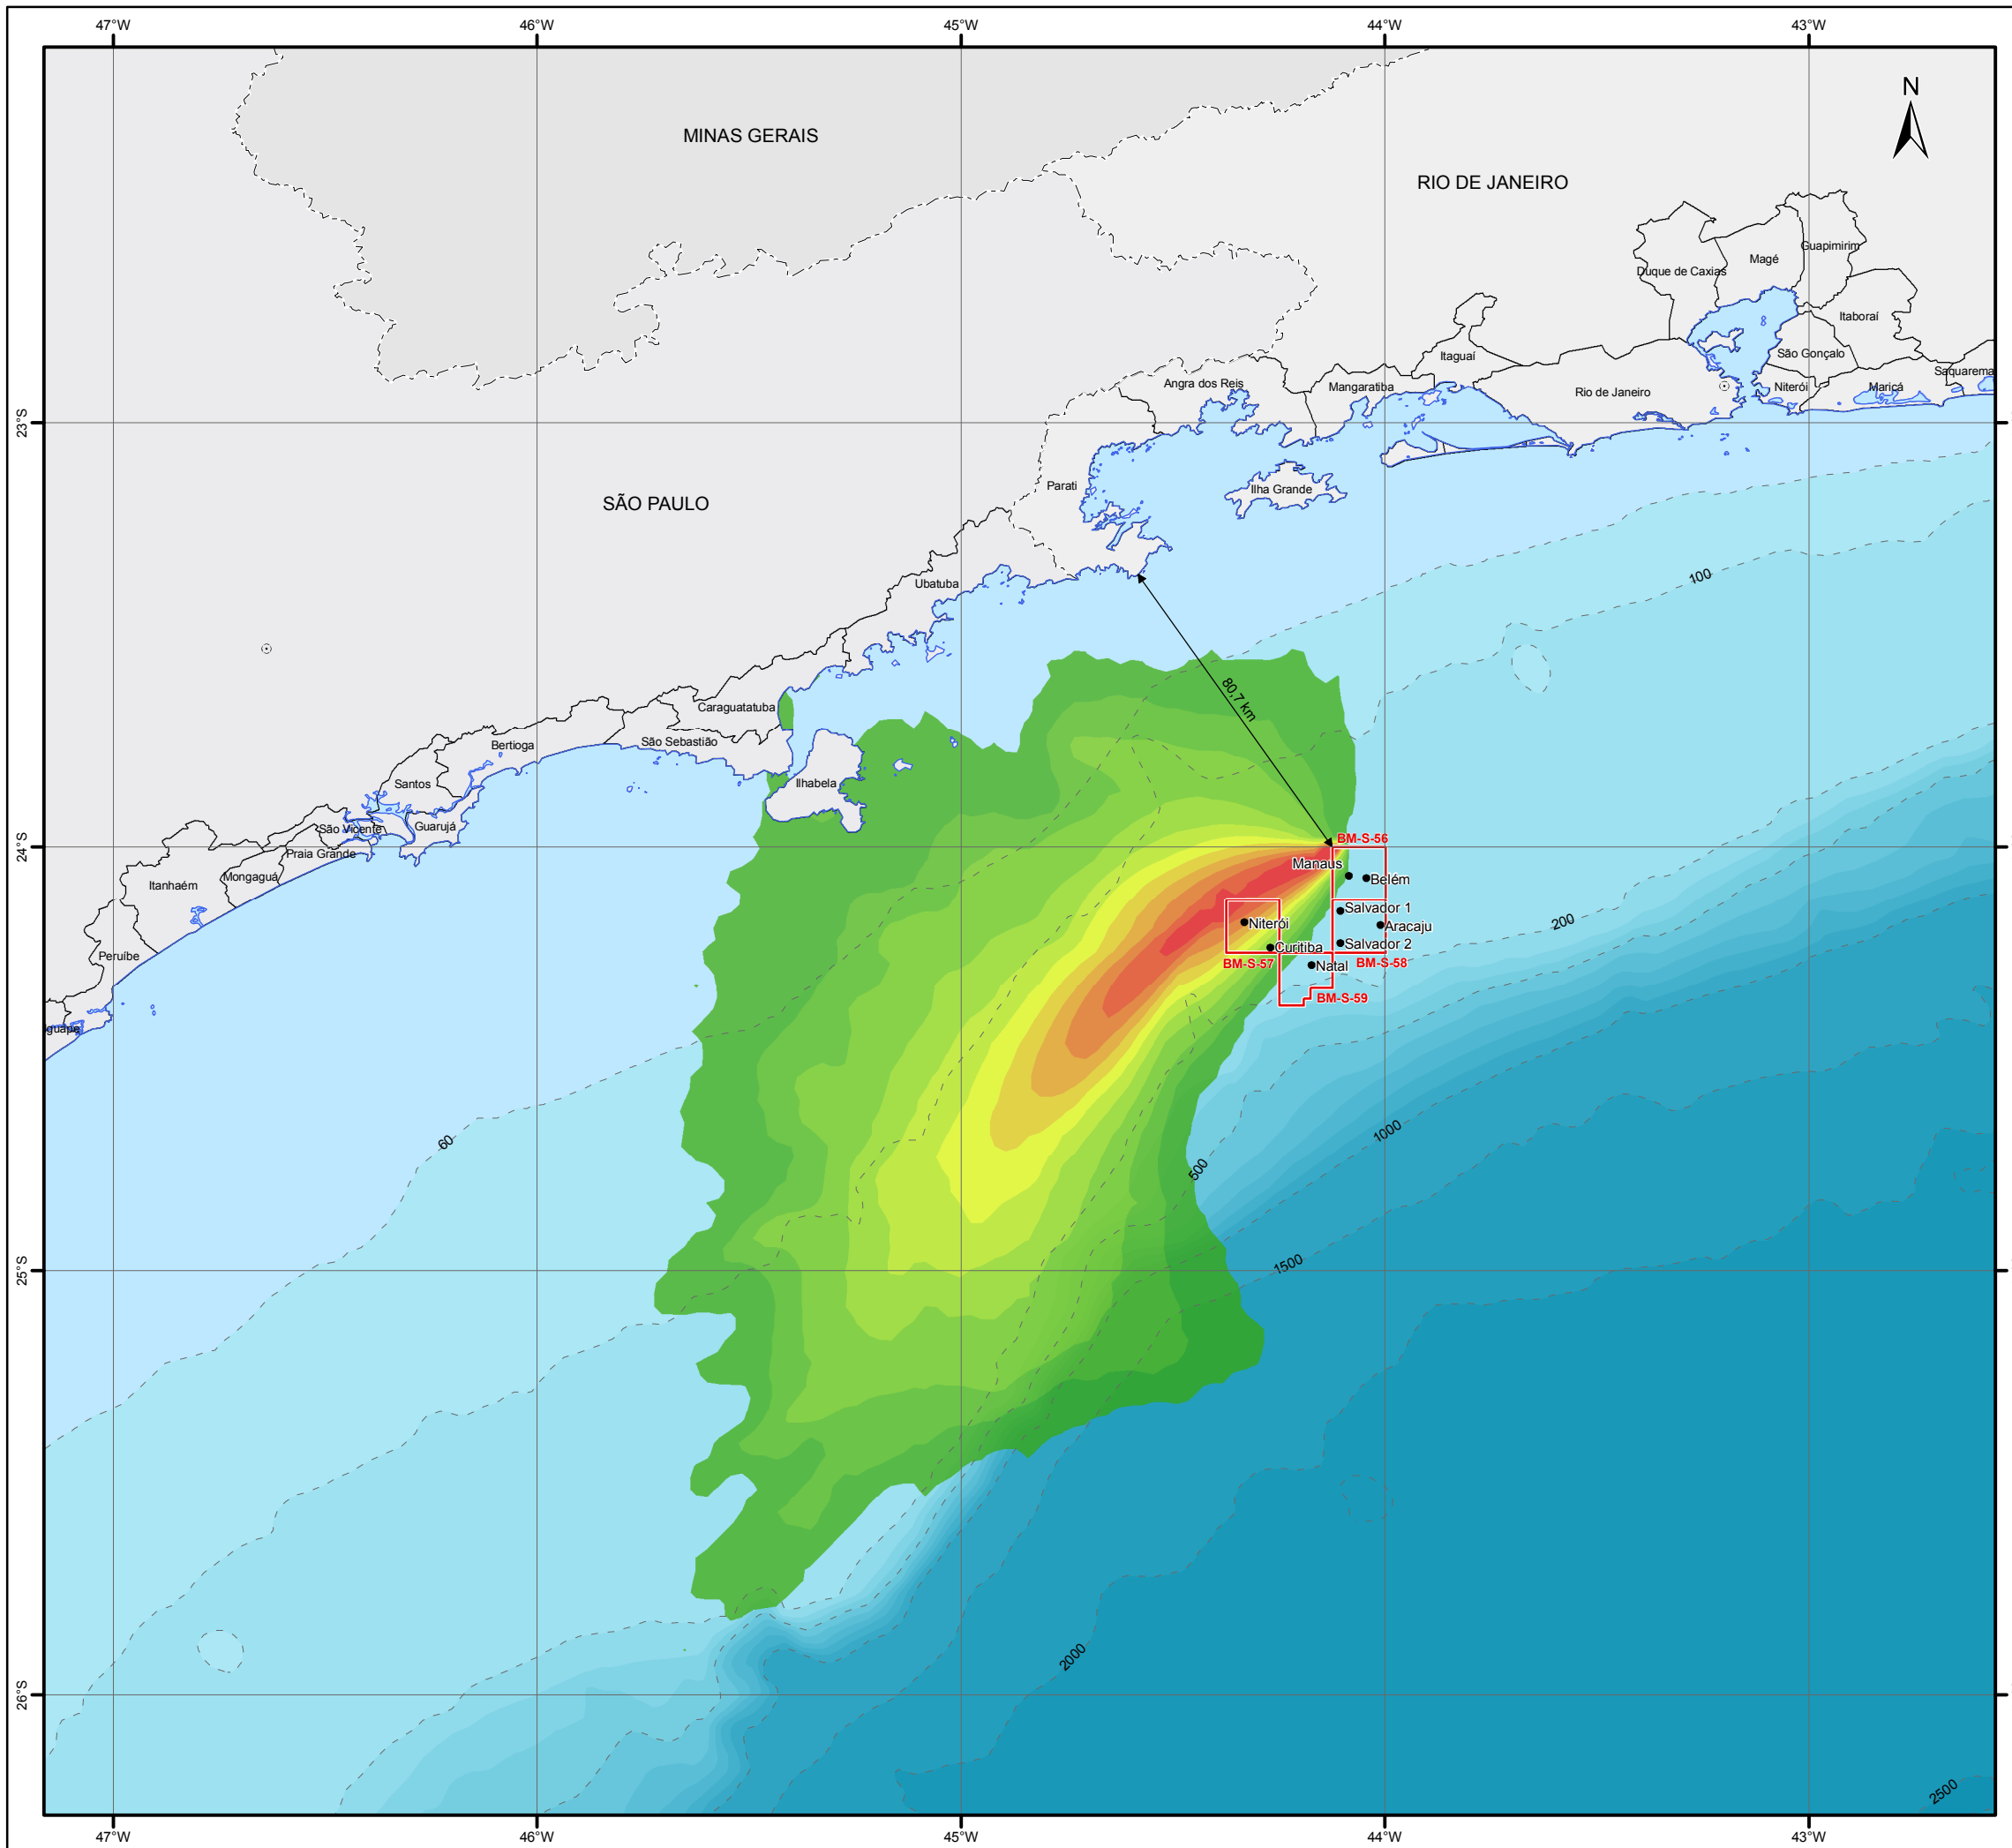 47°W 46°W 45°W 44°W 43°W
N
MINAS GERAIS
RIO DE JANEIRO
Guapimirim
Magé
Duque de Caxias
Itaboraí
São Gonçalo
Itaguaí
Saquarema
Angra dos Reis
Mangaratiba
Niterói
Maricá
Rio de Janeiro
23°S
Parati
Ilha Grande
SÃO PAULO
100
Ubatuba
80,7 km
Caraguatatuba
São Sebastião
Bertioga
Santos
Ilhabela
São Vicente
Guarujá
BM-S-56
24°S
Praia Grande
Manaus
Mongaguá
Belém
Itanhaém
Salvador 1
200
Niterói
Aracaju
Salvador 2
Curitiba
Peruíbe
BM-S-57
Natal
BM-S-58
BM-S-59
guape
60
1000
500
1500
25°S
2000
26°S
2500
47°W 46°W 45°W 44°W 43°W